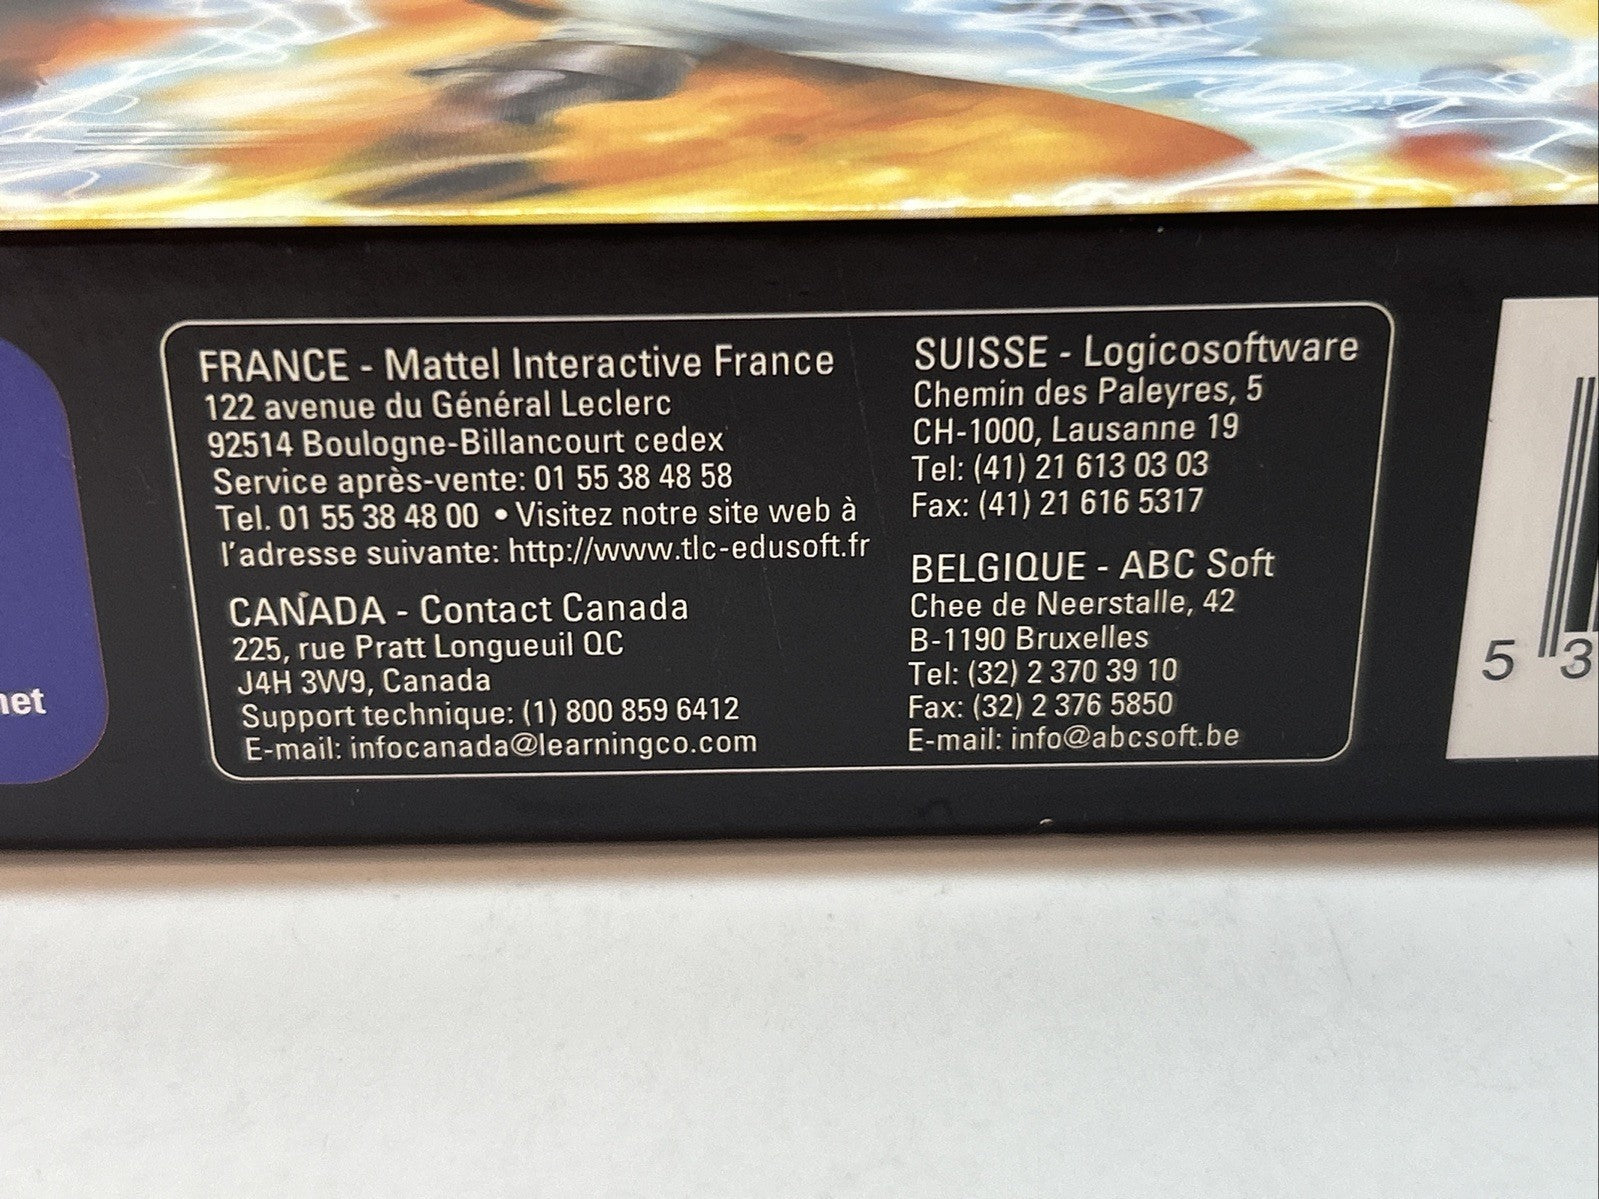 FRANCE - Mattel Interactive France
122 avenue du Général Leclerc
92514 Boulogne-Billancourt cedex
Service après-vente: 01 55 38 48 58
Tel. 01 55 38 48 00 • Visitez notre site web à
l'adresse suivante: http://www.tlc-edusoft.fr
CANADA - Contact Canada
225, rue Pratt Longueuil QC
J4H 3W9, Canada
Support technique: (1) 800 859 6412
E-mail: infocanada@learningco.com
SUISSE - Logicosoftware
Chemin des Paleyres, 5
CH-1000, Lausanne 19
Tel: (41) 21 613 03 03
Fax: (41) 21 616 5317
BELGIQUE - ABC Soft
Chee de Neerstalle, 42
B-1190 Bruxelles
Tel: (32) 2 370 39 10
Fax: (32) 2 376 5850
E-mail: info@abcsoft.be
5 3